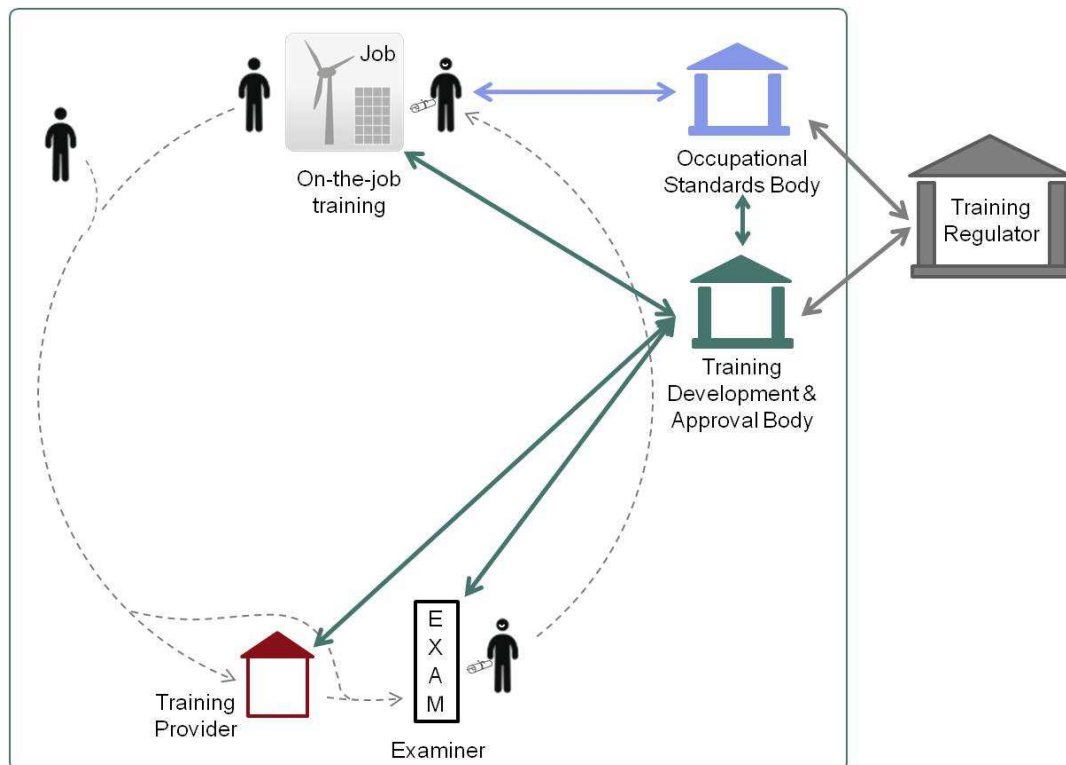 Job
On-the-job
training
Occupational
Standards Body
Training
Regulator
Training
Development &
Approval Body
E
X
A
M
Training
Provider
Examiner